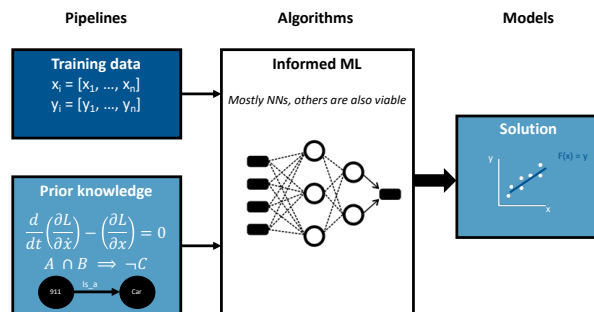 Pipelines
Algorithms
Models
Training data
xᵢ = [x₁, ..., xₙ]
yᵢ = [y₁, ..., yₙ]
Prior knowledge
d/dt(∂L/∂ẋ) − (∂L/∂x) = 0
A ∩ B ⟹ ¬C
911
Is_a
Car
Informed ML
Mostly NNs, others are also viable
Solution
F(x) = y
y
x